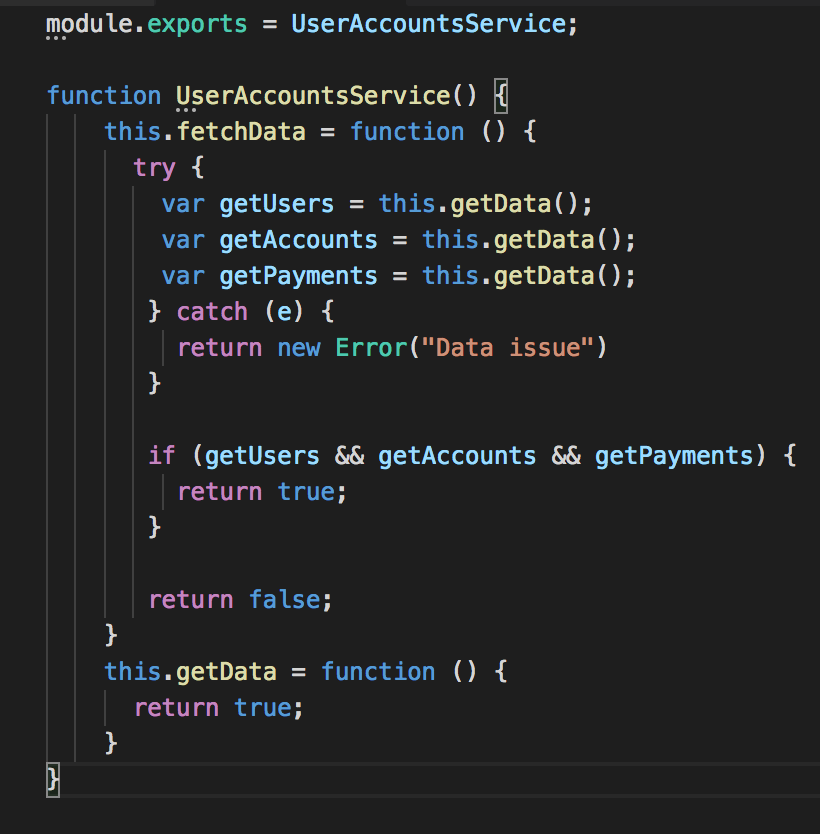 module.exports = UserAccountsService;
function UserAccountsService() {
this.fetchData = function () {
try {
var getUsers = this.getData();
var getAccounts = this.getData();
var getPayments = this.getData();
} catch (e) {
return new Error("Data issue")
}
if (getUsers && getAccounts && getPayments) {
return true;
}
return false;
}
this.getData = function () {
return true;
}
}